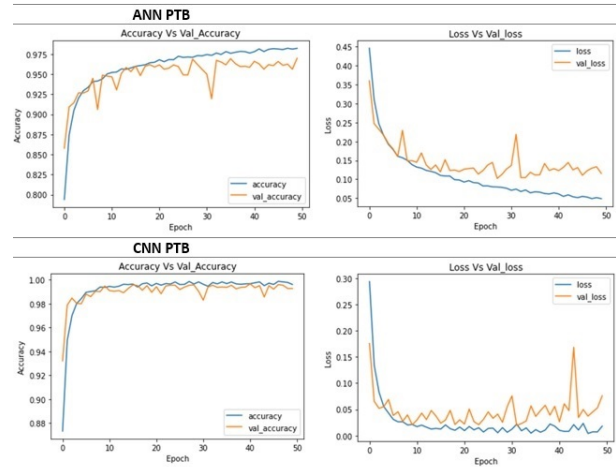 ANN PTB
Accuracy Vs Val_Accuracy
Accuracy
0.975
0.950
0.925
0.900
0.875
0.850
0.825
0.800
accuracy
val_accuracy
0 10 20 30 40 50
Epoch
Loss Vs Val_loss
Loss
0.45
0.40
0.35
0.30
0.25
0.20
0.15
0.10
0.05
loss
val_loss
0 10 20 30 40 50
Epoch
CNN PTB
Accuracy Vs Val_Accuracy
Accuracy
1.00
0.98
0.96
0.94
0.92
0.90
0.88
accuracy
val_accuracy
0 10 20 30 40 50
Epoch
Loss Vs Val_loss
Loss
0.30
0.25
0.20
0.15
0.10
0.05
0.00
loss
val_loss
0 10 20 30 40 50
Epoch